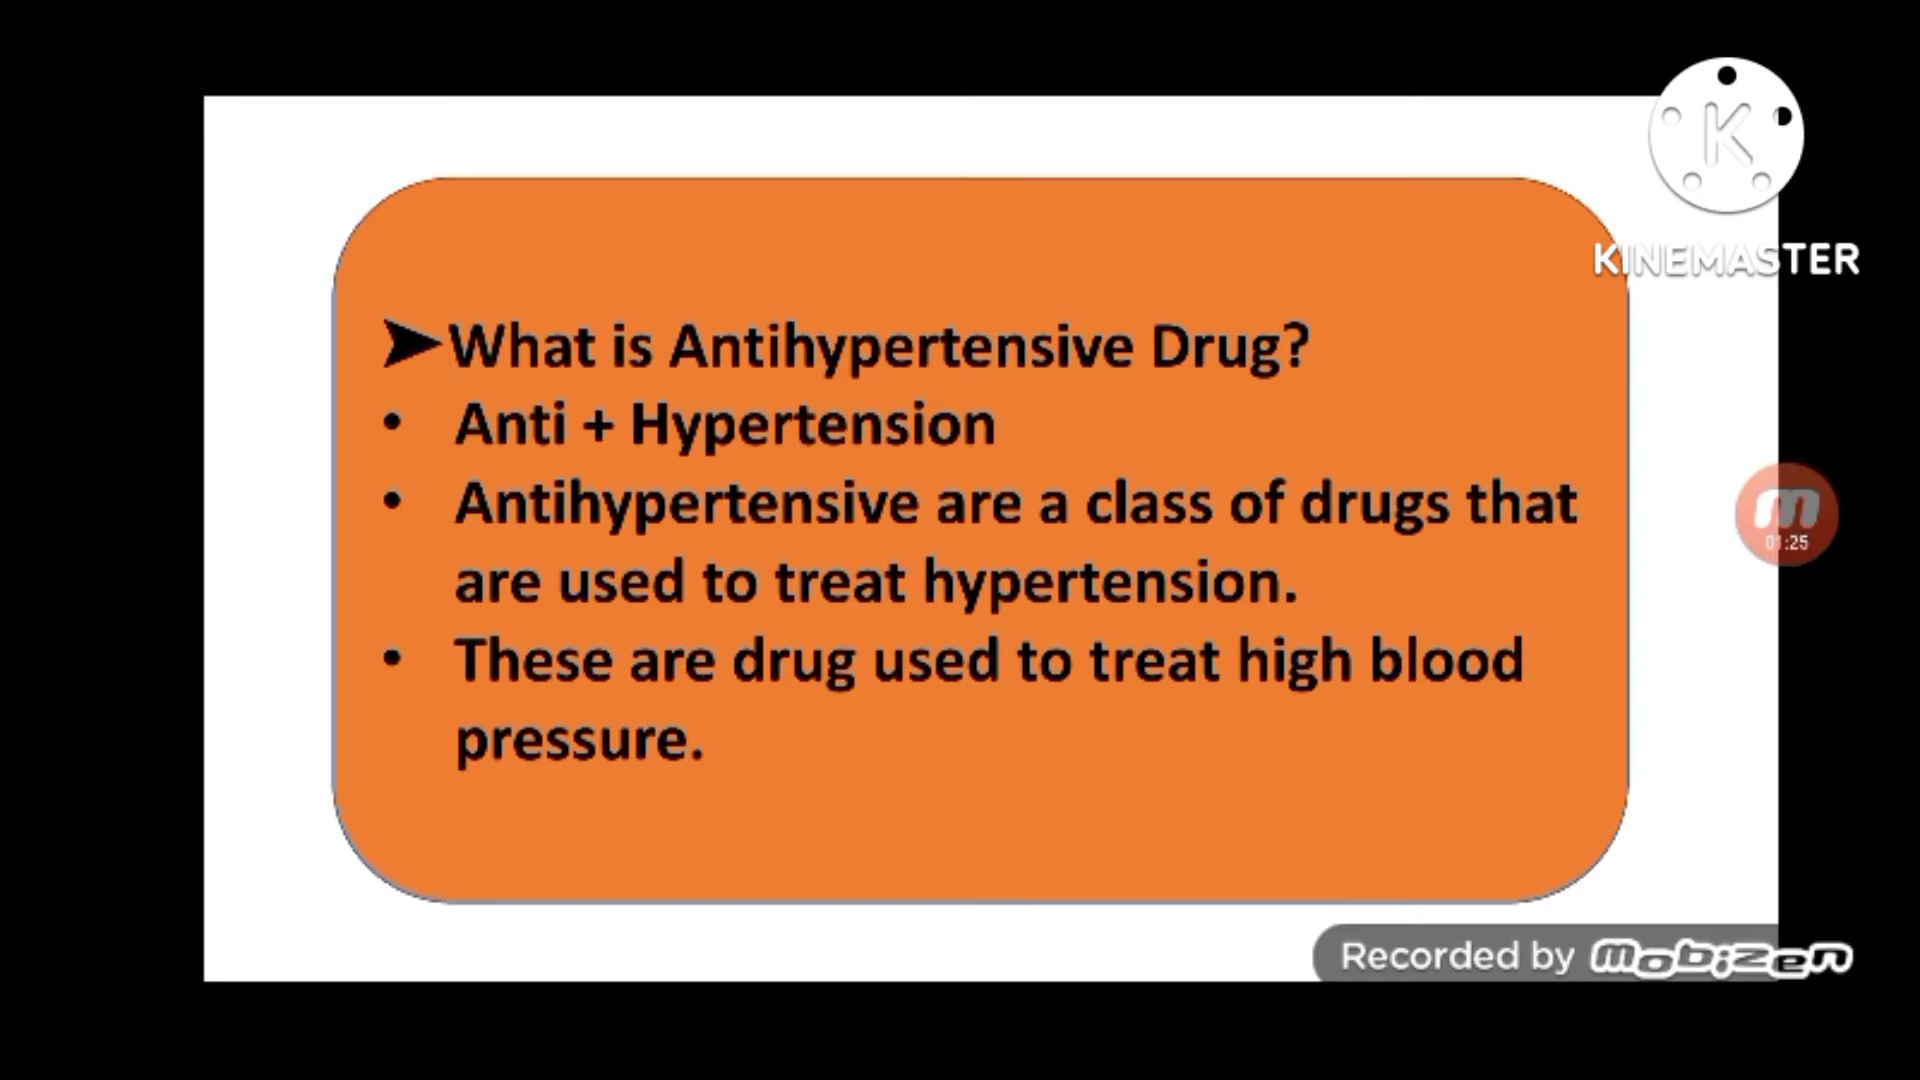 K
KINEMASTER
➤What is Antihypertensive Drug?
• Anti + Hypertension
• Antihypertensive are a class of drugs that
are used to treat hypertension.
• These are drug used to treat high blood
pressure.
m
01:25
Recorded by mobizen